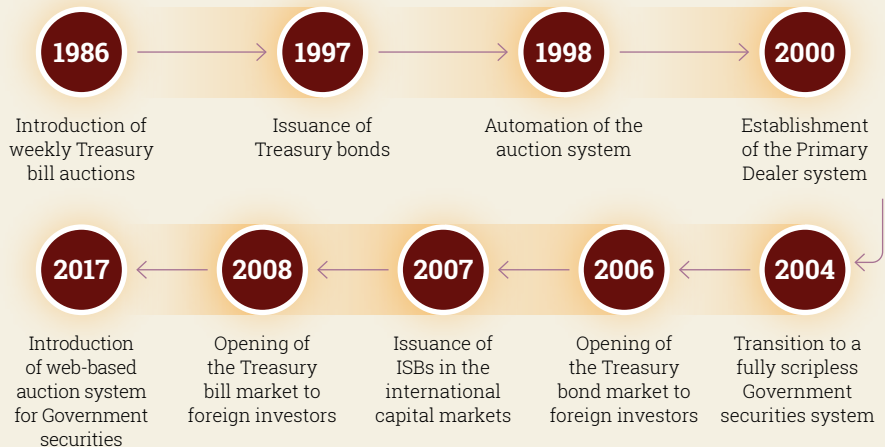 1986
Introduction of
weekly Treasury
bill auctions
1997
Issuance of
Treasury bonds
1998
Automation of the
auction system
2000
Establishment
of the Primary
Dealer system
2004
Transition to a
fully scripless
Government
securities system
2006
Opening of
the Treasury
bond market to
foreign investors
2007
Issuance of
ISBs in the
international
capital markets
2008
Opening of
the Treasury
bill market to
foreign investors
2017
Introduction
of web-based
auction system
for Government
securities